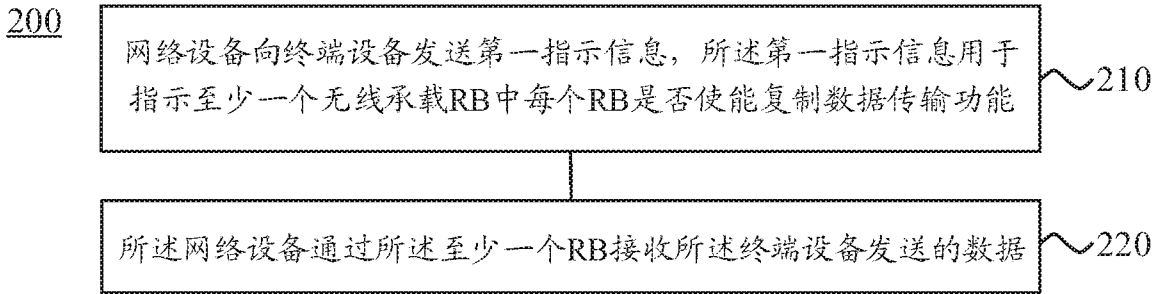 200
网络设备向终端设备发送第一指示信息，所述第一指示信息用于
指示至少一个无线承载RB中每个RB是否使能复制数据传输功能
210
所述网络设备通过所述至少一个RB接收所述终端设备发送的数据
220